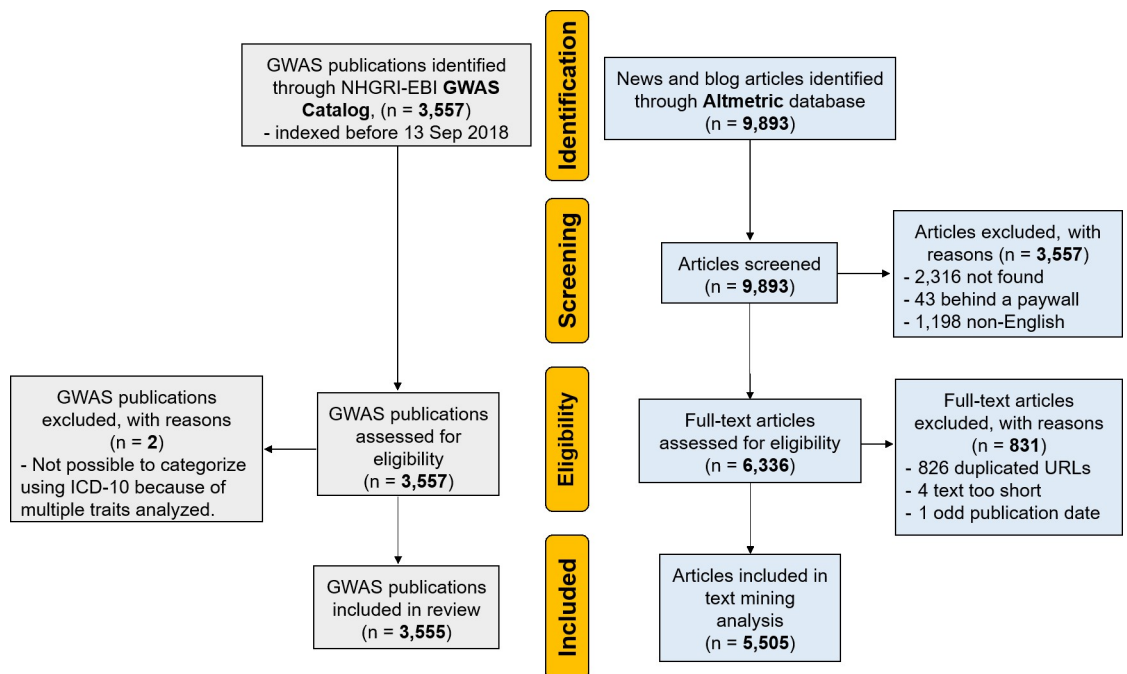 Identification
GWAS publications identified
through NHGRI-EBI GWAS
Catalog, (n = 3,557)
- indexed before 13 Sep 2018
News and blog articles identified
through Altmetric database
(n = 9,893)
Screening
Articles screened
(n = 9,893)
Articles excluded, with
reasons (n = 3,557)
- 2,316 not found
- 43 behind a paywall
- 1,198 non-English
Eligibility
GWAS publications
excluded, with reasons
(n = 2)
- Not possible to categorize
using ICD-10 because of
multiple traits analyzed.
GWAS publications
assessed for
eligibility
(n = 3,557)
Full-text articles
assessed for eligibility
(n = 6,336)
Full-text articles
excluded, with reasons
(n = 831)
- 826 duplicated URLs
- 4 text too short
- 1 odd publication date
Included
GWAS publications
included in review
(n = 3,555)
Articles included in
text mining
analysis
(n = 5,505)